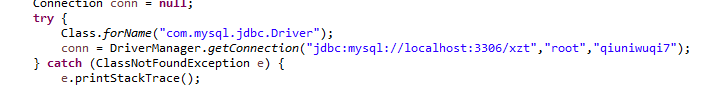 Connection conn = null;
try {
Class.forName("com.mysql.jdbc.Driver");
conn = DriverManager.getConnection("jdbc:mysql://localhost:3306/xzt","root","qiuniwuqi7");
} catch (ClassNotFoundException e) {
e.printStackTrace();